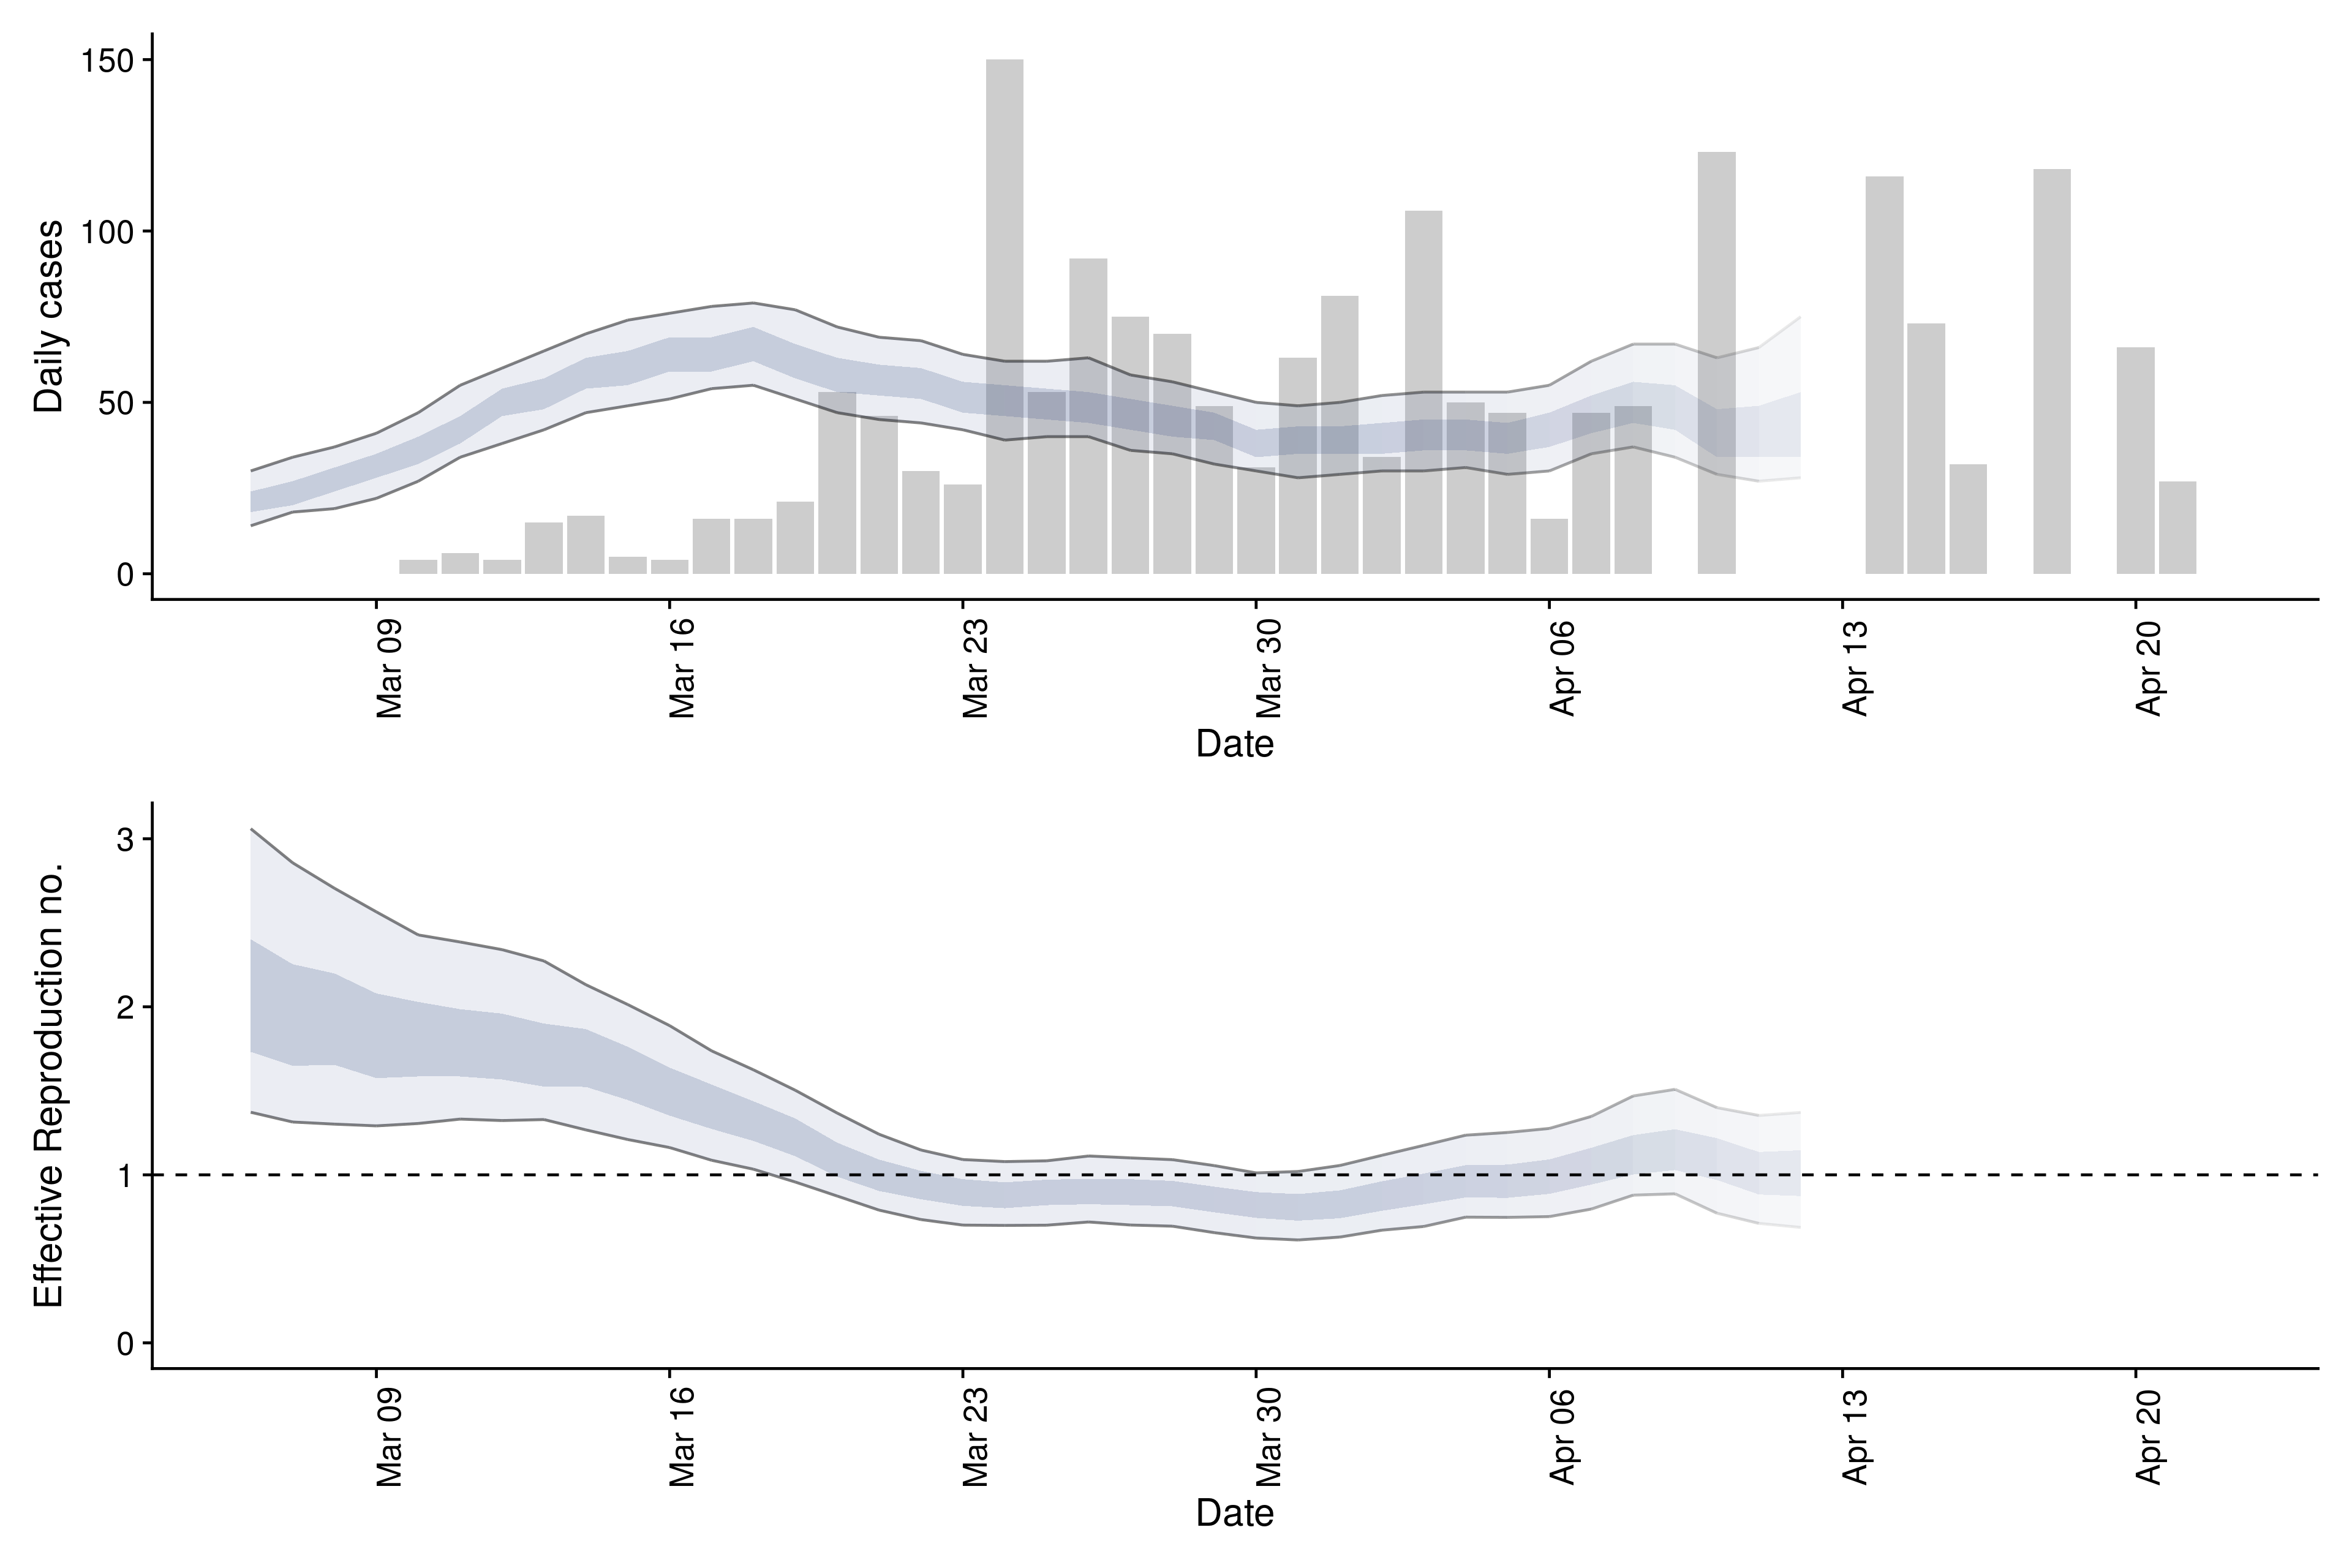 150
100
50
0
Daily cases
Mar 09
Mar 16
Mar 23
Mar 30
Apr 06
Apr 13
Apr 20
Date
3
2
1
0
Effective Reproduction no.
Mar 09
Mar 16
Mar 23
Mar 30
Apr 06
Apr 13
Apr 20
Date